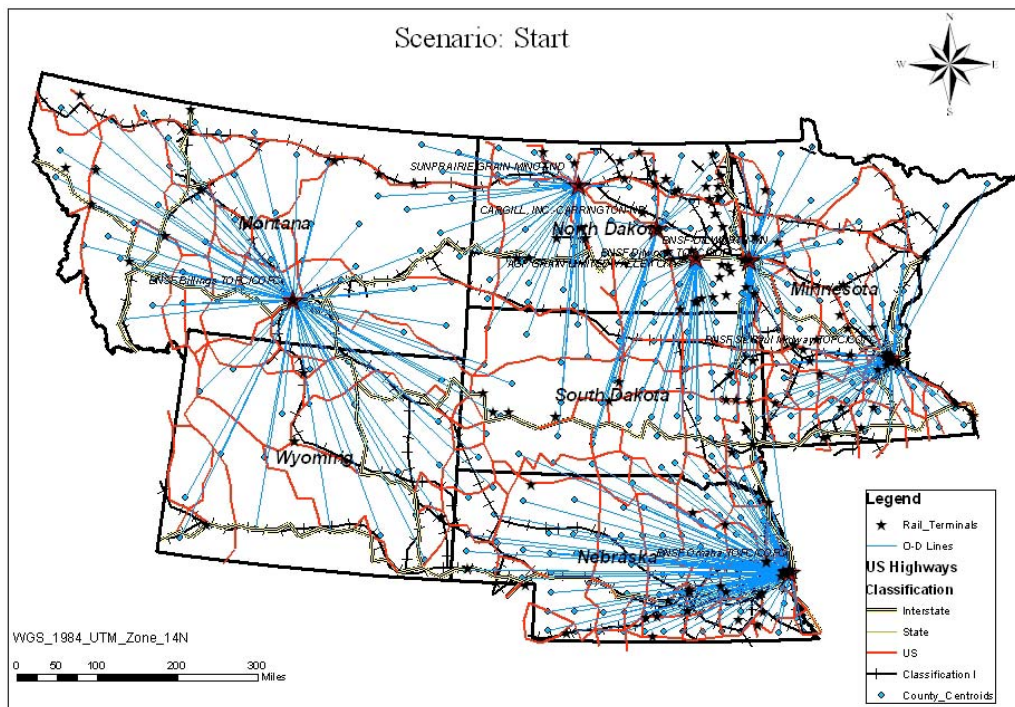 Scenario: Start
N
W
E
S
SUNPRAIRIE GRAIN-MINOT, ND
CARGILL, INC.-CARRINGTON ND
Montana
North Dakota
BNSF Billings TOFC/COFC
Minnesota
South Dakota
Wyoming
Nebraska
BNSF Omaha TOFC/COFC
Legend
Rail_Terminals
O-D Lines
US Highways
Classification
Interstate
State
US
Classification I
County_Centroids
WGS_1984_UTM_Zone_14N
0 25 50 100 200 300
Miles